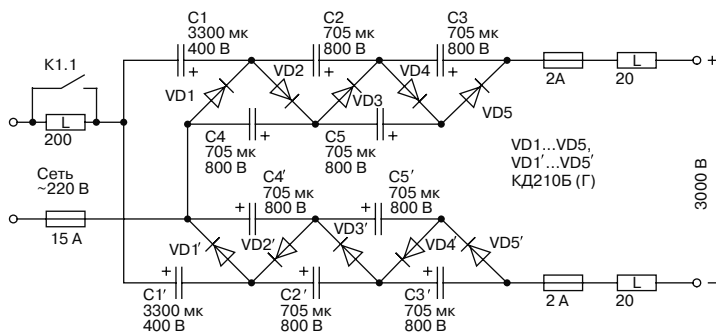 C1
3300 мк
400 В
C2
705 мк
800 В
C3
705 мк
800 В
K1.1
VD1
VD2
VD3
VD4
VD5
2А
L
20
+
L
200
C4
705 мк
800 В
C5
705 мк
800 В
VD1...VD5,
VD1′...VD5′
КД210Б (Г)
3000 В
Сеть
~220 В
15 А
C4′
705 мк
800 В
C5′
705 мк
800 В
VD1′
VD2′
VD3′
VD4′
VD5′
2 А
L
20
–
C1′
3300 мк
400 В
C2′
705 мк
800 В
C3′
705 мк
800 В